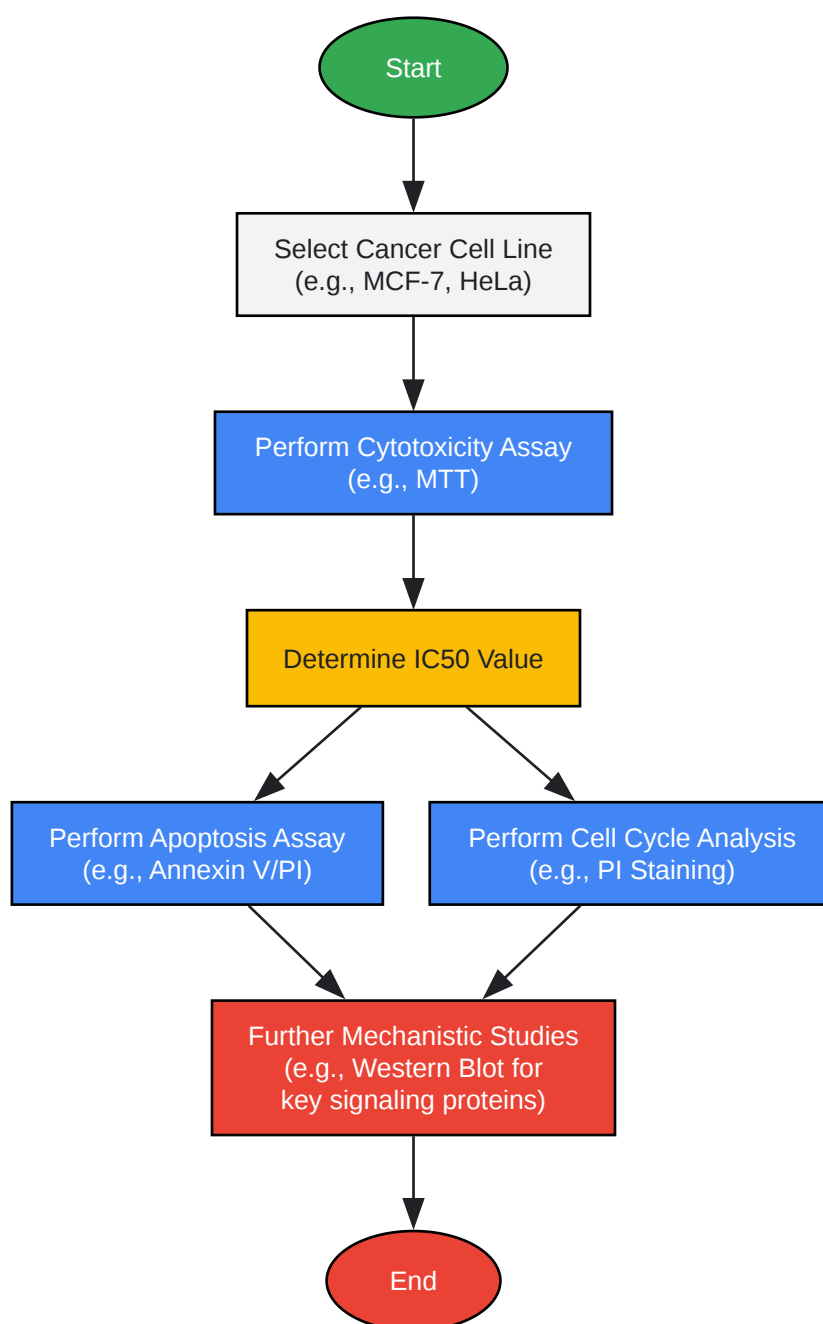 Start
Select Cancer Cell Line
(e.g., MCF-7, HeLa)
Perform Cytotoxicity Assay
(e.g., MTT)
Determine IC50 Value
Perform Apoptosis Assay
(e.g., Annexin V/PI)
Perform Cell Cycle Analysis
(e.g., PI Staining)
Further Mechanistic Studies
(e.g., Western Blot for
key signaling proteins)
End